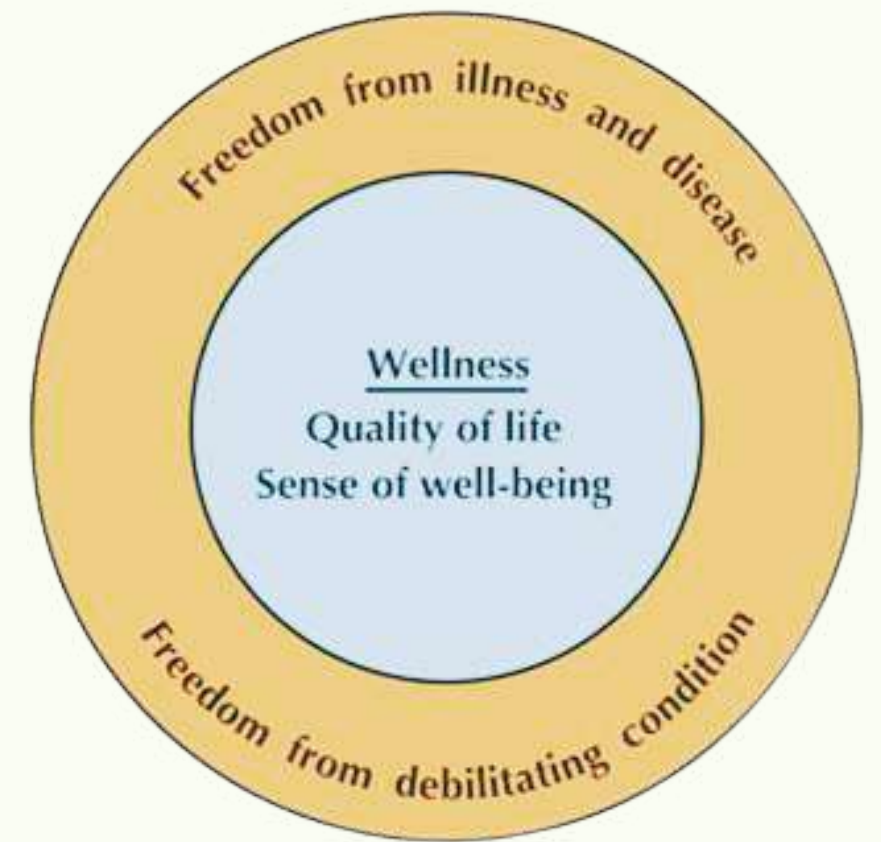 Freedom from illness and disease
Wellness
Quality of life
Sense of well-being
Freedom from debilitating condition